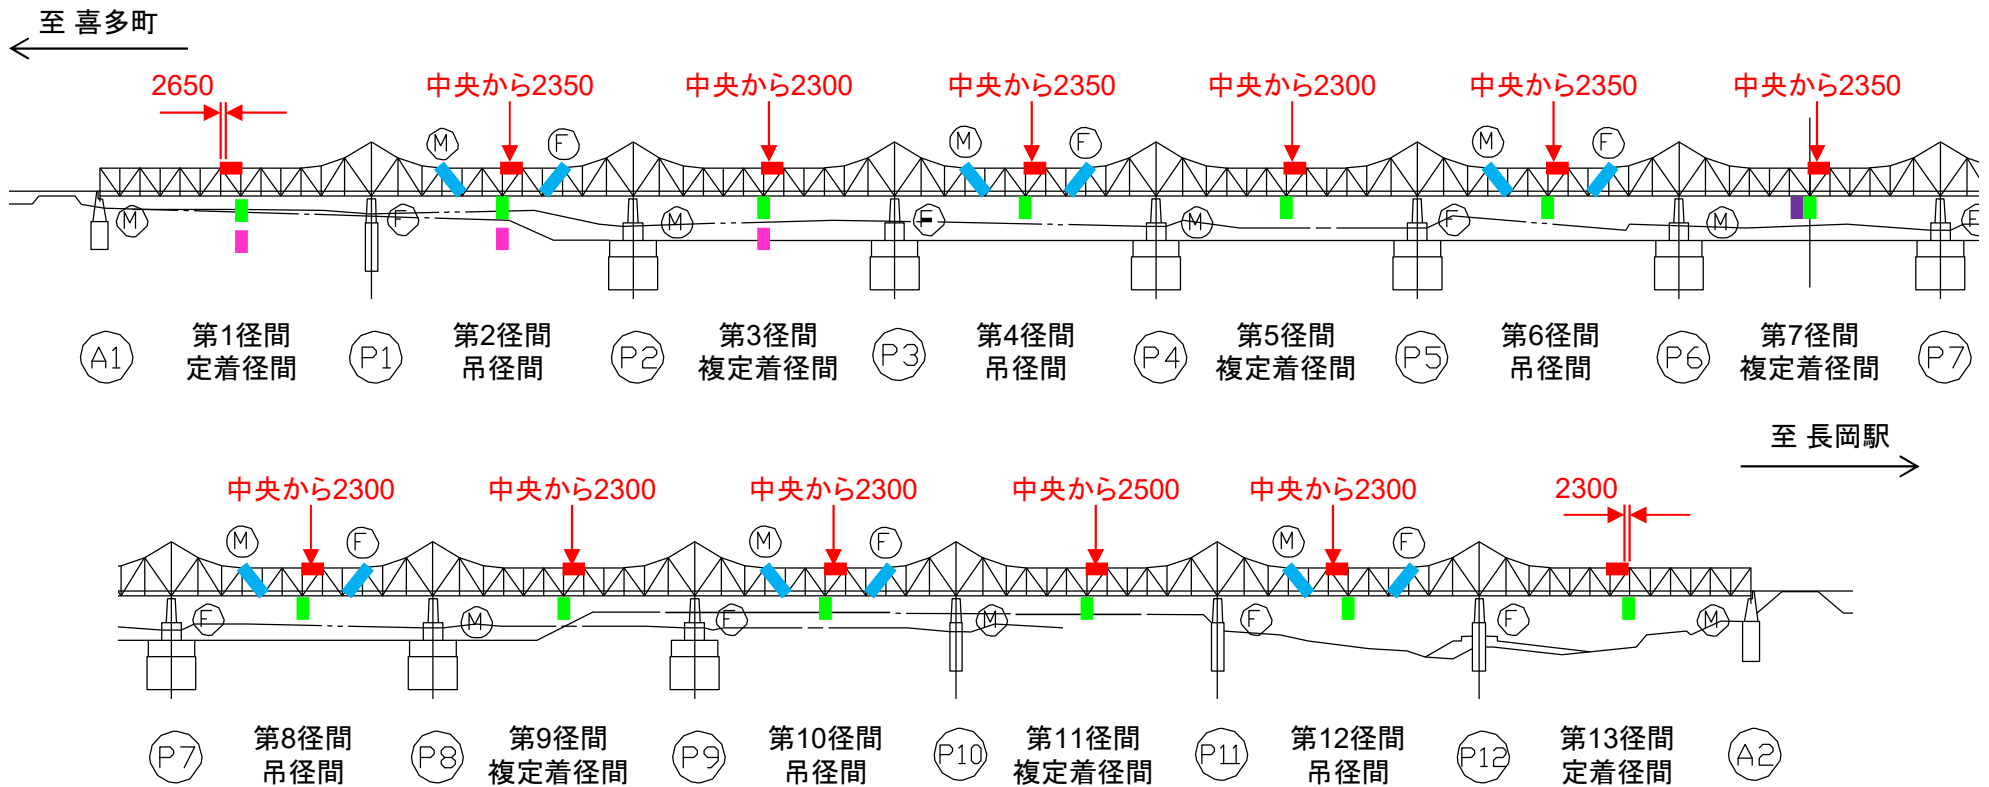 至 喜多町
2650
中央から2350
中央から2300
中央から2350
中央から2300
中央から2350
中央から2350
M
F
M
F
M
F
M
F
M
F
M
F
M
F
A1
第1径間
定着径間
P1
第2径間
吊径間
P2
第3径間
複定着径間
P3
第4径間
吊径間
P4
第5径間
複定着径間
P5
第6径間
吊径間
P6
第7径間
複定着径間
P7
至 長岡駅
中央から2300
中央から2300
中央から2300
中央から2500
中央から2300
2300
M
F
M
F
M
F
F
M
F
M
F
F
M
P7
第8径間
吊径間
P8
第9径間
複定着径間
P9
第10径間
吊径間
P10
第11径間
複定着径間
P11
第12径間
吊径間
P12
第13径間
定着径間
A2